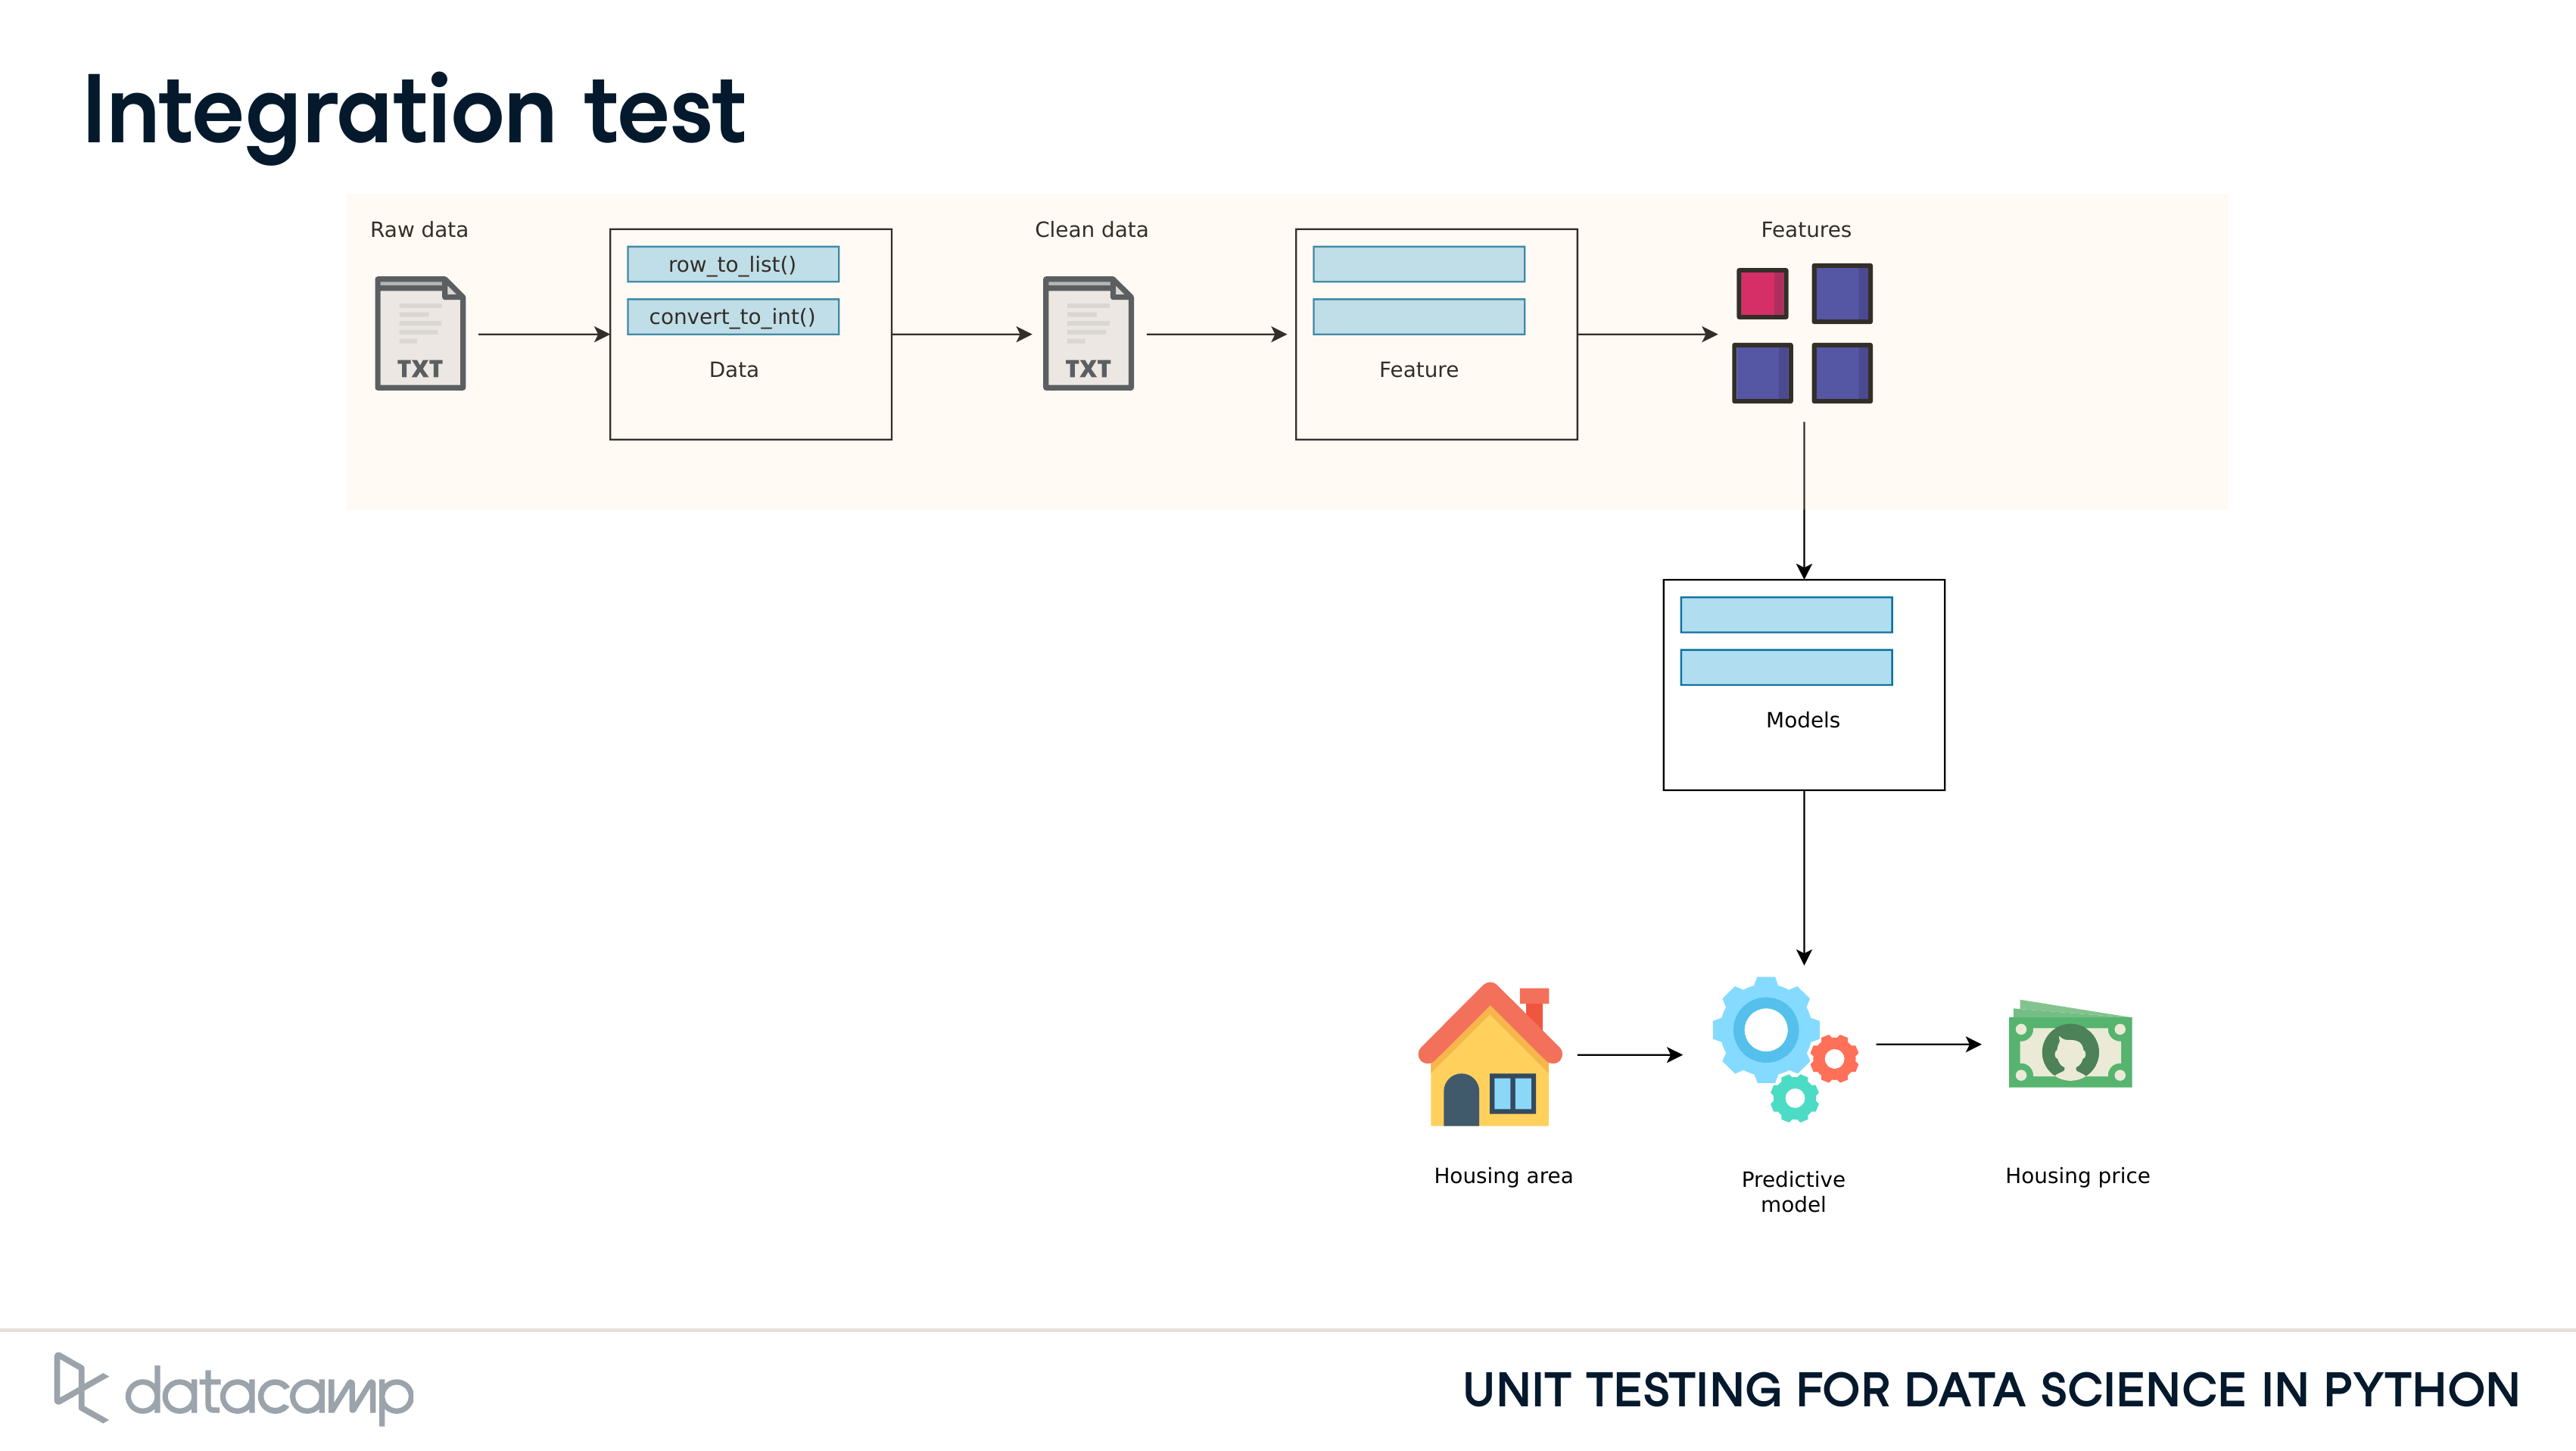 Integration test
Raw data
row_to_list()
convert_to_int()
Data
Clean data
Feature
Features
TXT
TXT
Models
Housing area
Predictive
model
Housing price
datacamp
UNIT TESTING FOR DATA SCIENCE IN PYTHON